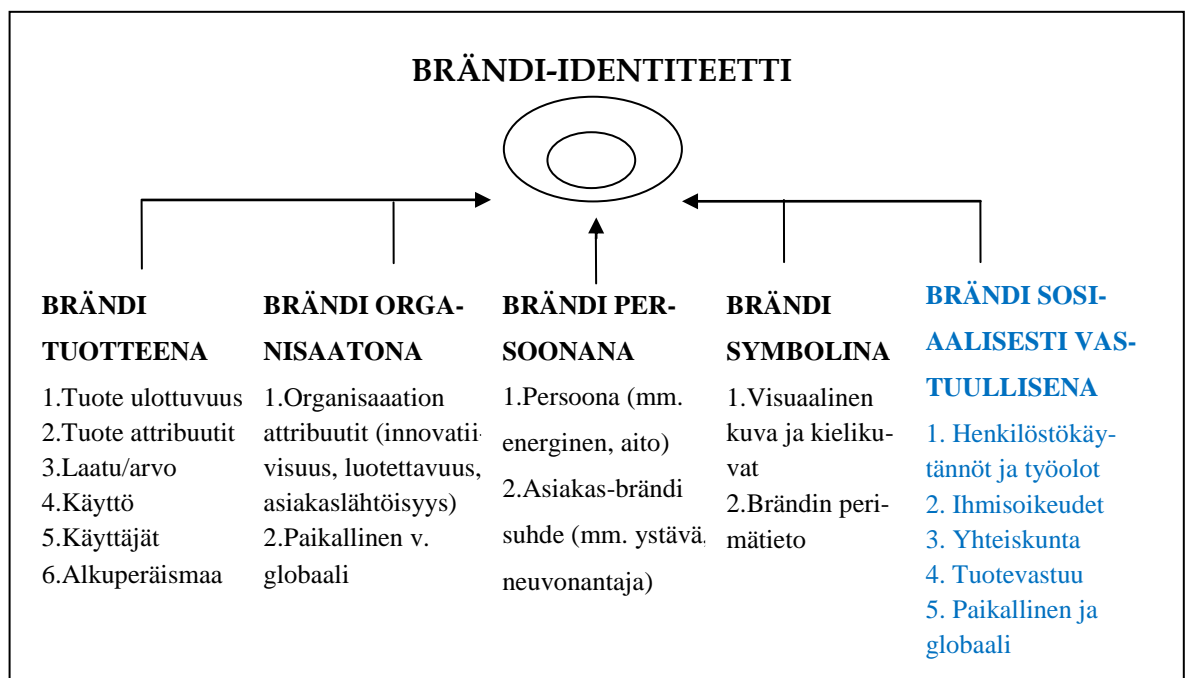 BRÄNDI-IDENTITEETTI
BRÄNDI
TUOTTEENA
1.Tuote ulottuvuus
2.Tuote attribuutit
3.Laatu/arvo
4.Käyttö
5.Käyttäjät
6.Alkuperäismaa
BRÄNDI ORGA-
NISAATONA
1.Organisaaation
attribuutit (innovatii-
visuus, luotettavuus,
asiakaslähtöisyys)
2.Paikallinen v.
globaali
BRÄNDI PER-
SOONANA
1.Persoona (mm.
energinen, aito)
2.Asiakas-brändi
suhde (mm. ystävä,
neuvonantaja)
BRÄNDI
SYMBOLINA
1.Visuaalinen
kuva ja kieliku-
vat
2.Brändin peri-
mätieto
BRÄNDI SOSI-
AALISESTI VAS-
TUULLISENA
1. Henkilöstökäy-
tännöt ja työolot
2. Ihmisoikeudet
3. Yhteiskunta
4. Tuotevastuu
5. Paikallinen ja
globaali